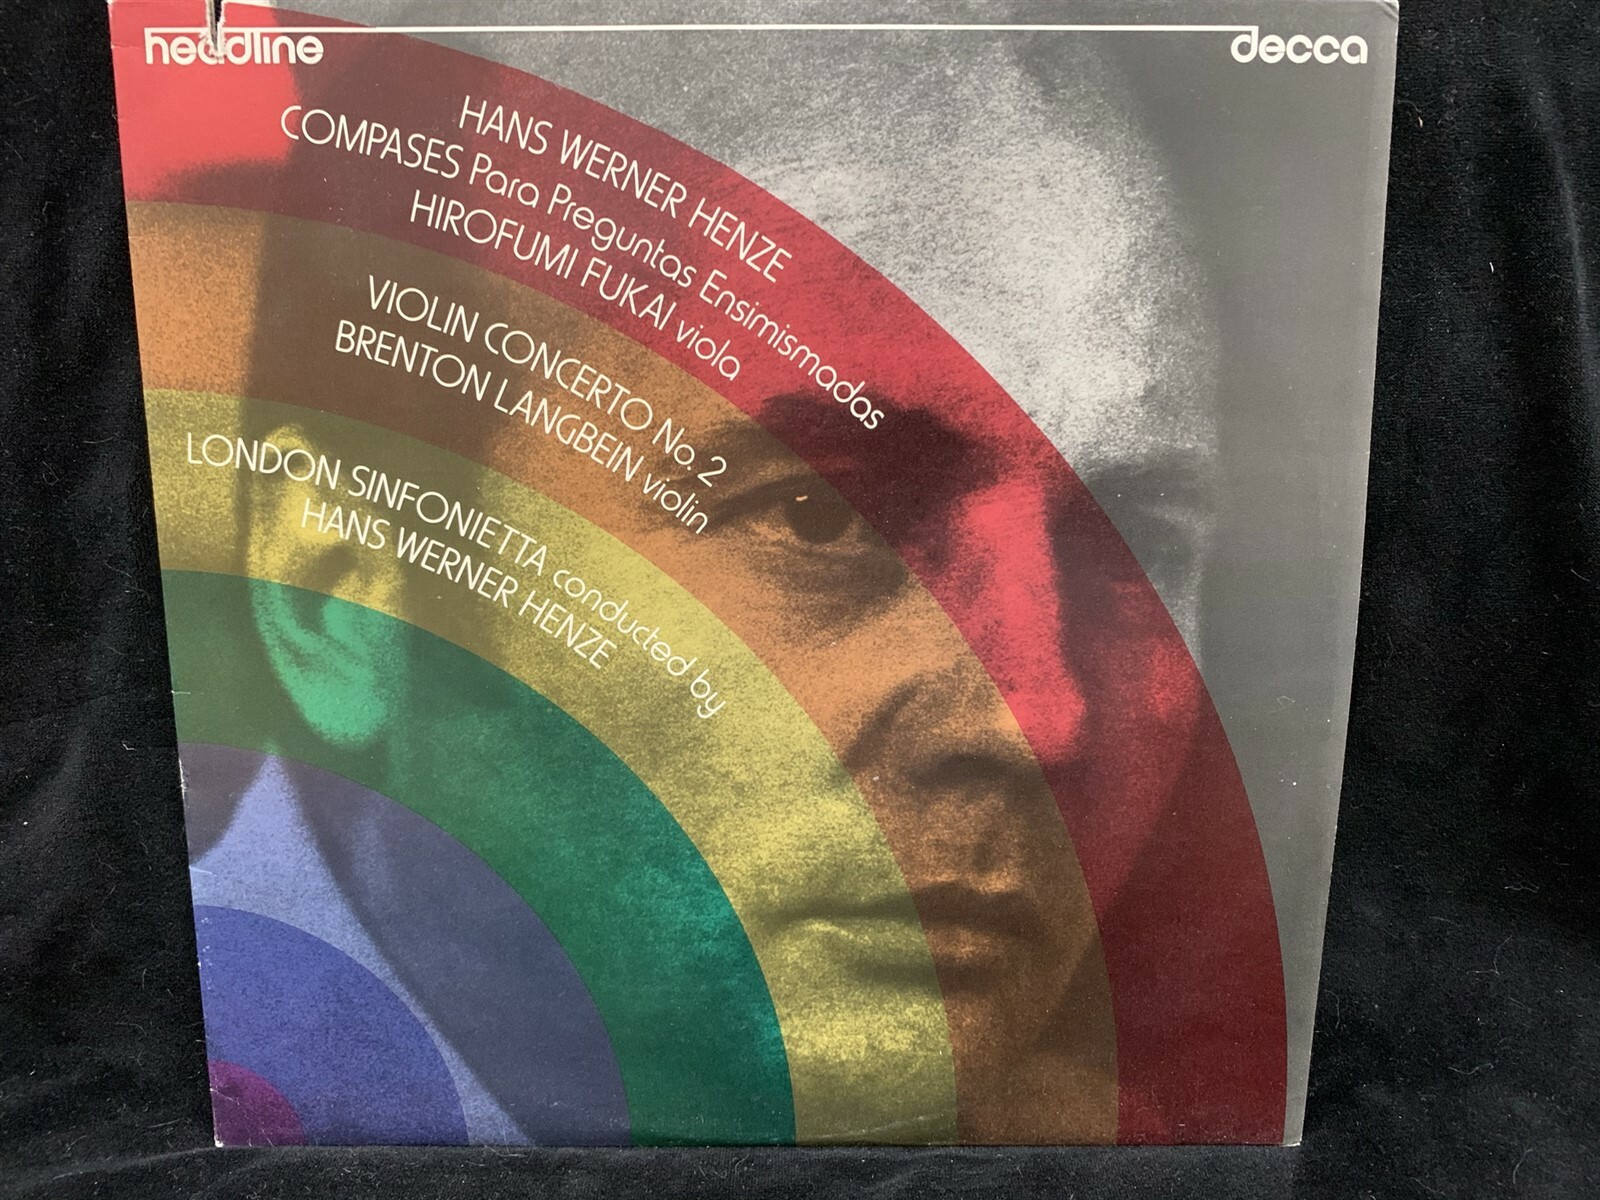 headline
decca
HANS WERNER HENZE
COMPASES Para Preguntas Ensimismadas
HIROFUMI FUKAI viola
VIOLIN CONCERTO No. 2
BRENTON LANGBEIN violin
LONDON SINFONIETTA conducted by
HANS WERNER HENZE